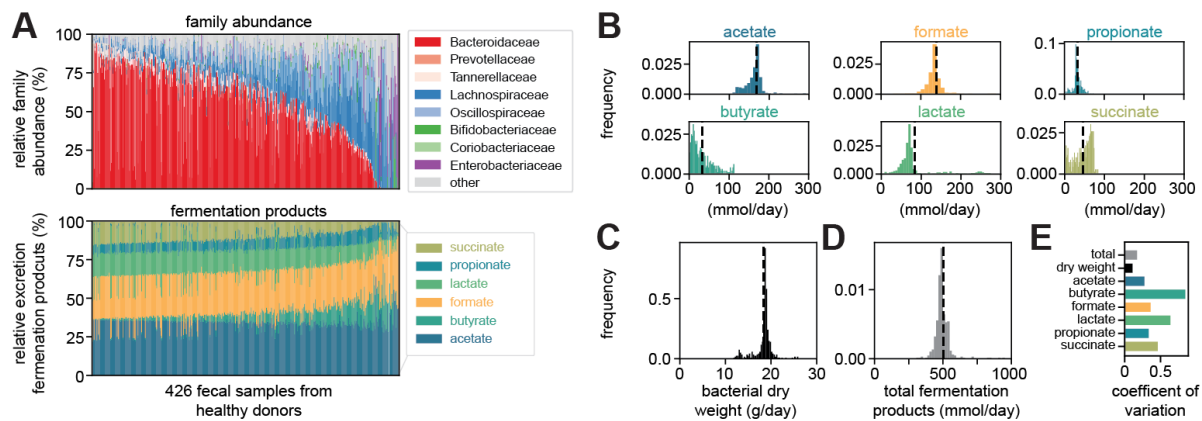 A
family abundance
relative family
abundance (%)
100
75
50
25
0
Bacteroidaceae
Prevotellaceae
Tannerellaceae
Lachnospiraceae
Oscillospiraceae
Bifidobacteriaceae
Coriobacteriaceae
Enterobacteriaceae
other
fermentation products
relative excretion
fermentation prodcuts (%)
100
75
50
25
0
succinate
propionate
lactate
formate
butyrate
acetate
426 fecal samples from
healthy donors
B
frequency
acetate
0.025
0.000
formate
0.025
0.000
propionate
0.1
0.0
butyrate
0.025
0.000
0 100 200 300
(mmol/day)
lactate
0.025
0.000
0 100 200 300
(mmol/day)
succinate
0.025
0.000
0 100 200 300
(mmol/day)
C
frequency
0.5
0.0
0 10 20 30
bacterial dry
weight (g/day)
D
0.01
0.00
0 500 1000
total fermentation
products (mmol/day)
E
total
dry weight
acetate
butyrate
formate
lactate
propionate
succinate
0 0.5
coefficent of
variation